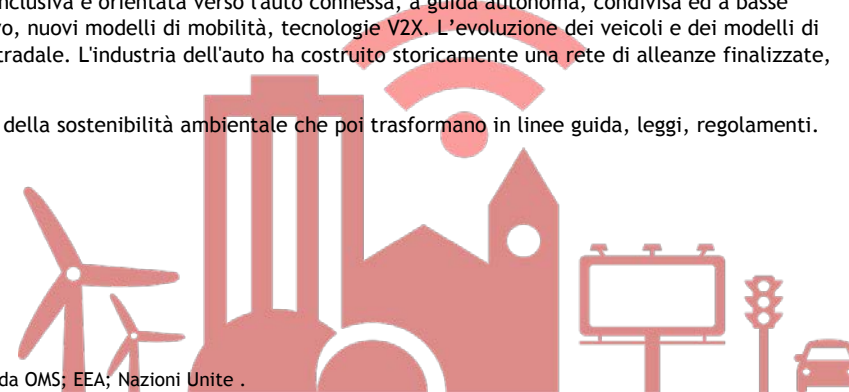 nclusiva è orientata verso l'auto connessa, a guida autonoma, condivisa ed a basse
vo, nuovi modelli di mobilità, tecnologie V2X. L’evoluzione dei veicoli e dei modelli di
tradale. L'industria dell'auto ha costruito storicamente una rete di alleanze finalizzate,
della sostenibilità ambientale che poi trasformano in linee guida, leggi, regolamenti.
da OMS; EEA; Nazioni Unite .